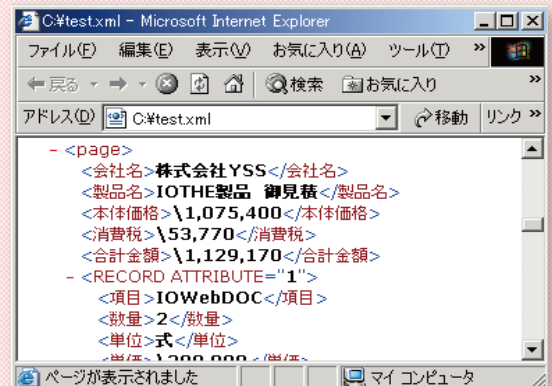 C:¥test.xml - Microsoft Internet Explorer
ファイル(F) 編集(E) 表示(V) お気に入り(A) ツール(T) »
戻る 検索 お気に入り »
アドレス(D) C:¥test.xml 移動 リンク »
- <page>
<会社名>株式会社YSS</会社名>
<製品名>IOTHE製品 御見積</製品名>
<本体価格>\1,075,400</本体価格>
<消費税>\53,770</消費税>
<合計金額>\1,129,170</合計金額>
- <RECORD ATTRIBUTE="1">
<項目>IOWebDOC</項目>
<数量>2</数量>
<単位>式</単位>
ページが表示されました マイ コンピュータ